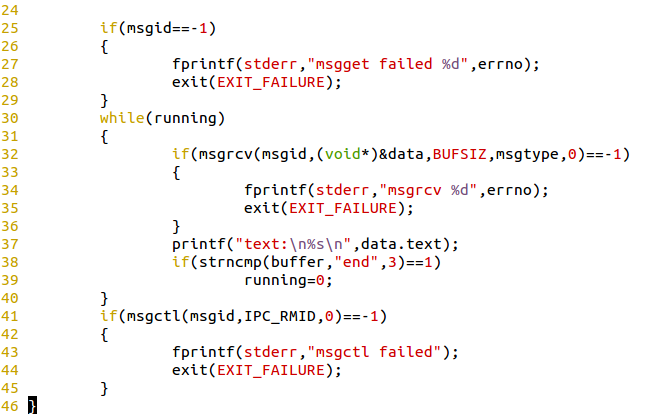 24
25         if(msgid==-1)
26         {
27                 fprintf(stderr,"msgget failed %d",errno);
28                 exit(EXIT_FAILURE);
29         }
30         while(running)
31         {
32                 if(msgrcv(msgid,(void*)&data,BUFSIZ,msgtype,0)==-1)
33                 {
34                         fprintf(stderr,"msgrcv %d",errno);
35                         exit(EXIT_FAILURE);
36                 }
37                 printf("text:\n%s\n",data.text);
38                 if(strncmp(buffer,"end",3)==1)
39                         running=0;
40         }
41         if(msgctl(msgid,IPC_RMID,0)==-1)
42         {
43                 fprintf(stderr,"msgctl failed");
44                 exit(EXIT_FAILURE);
45         }
46 }